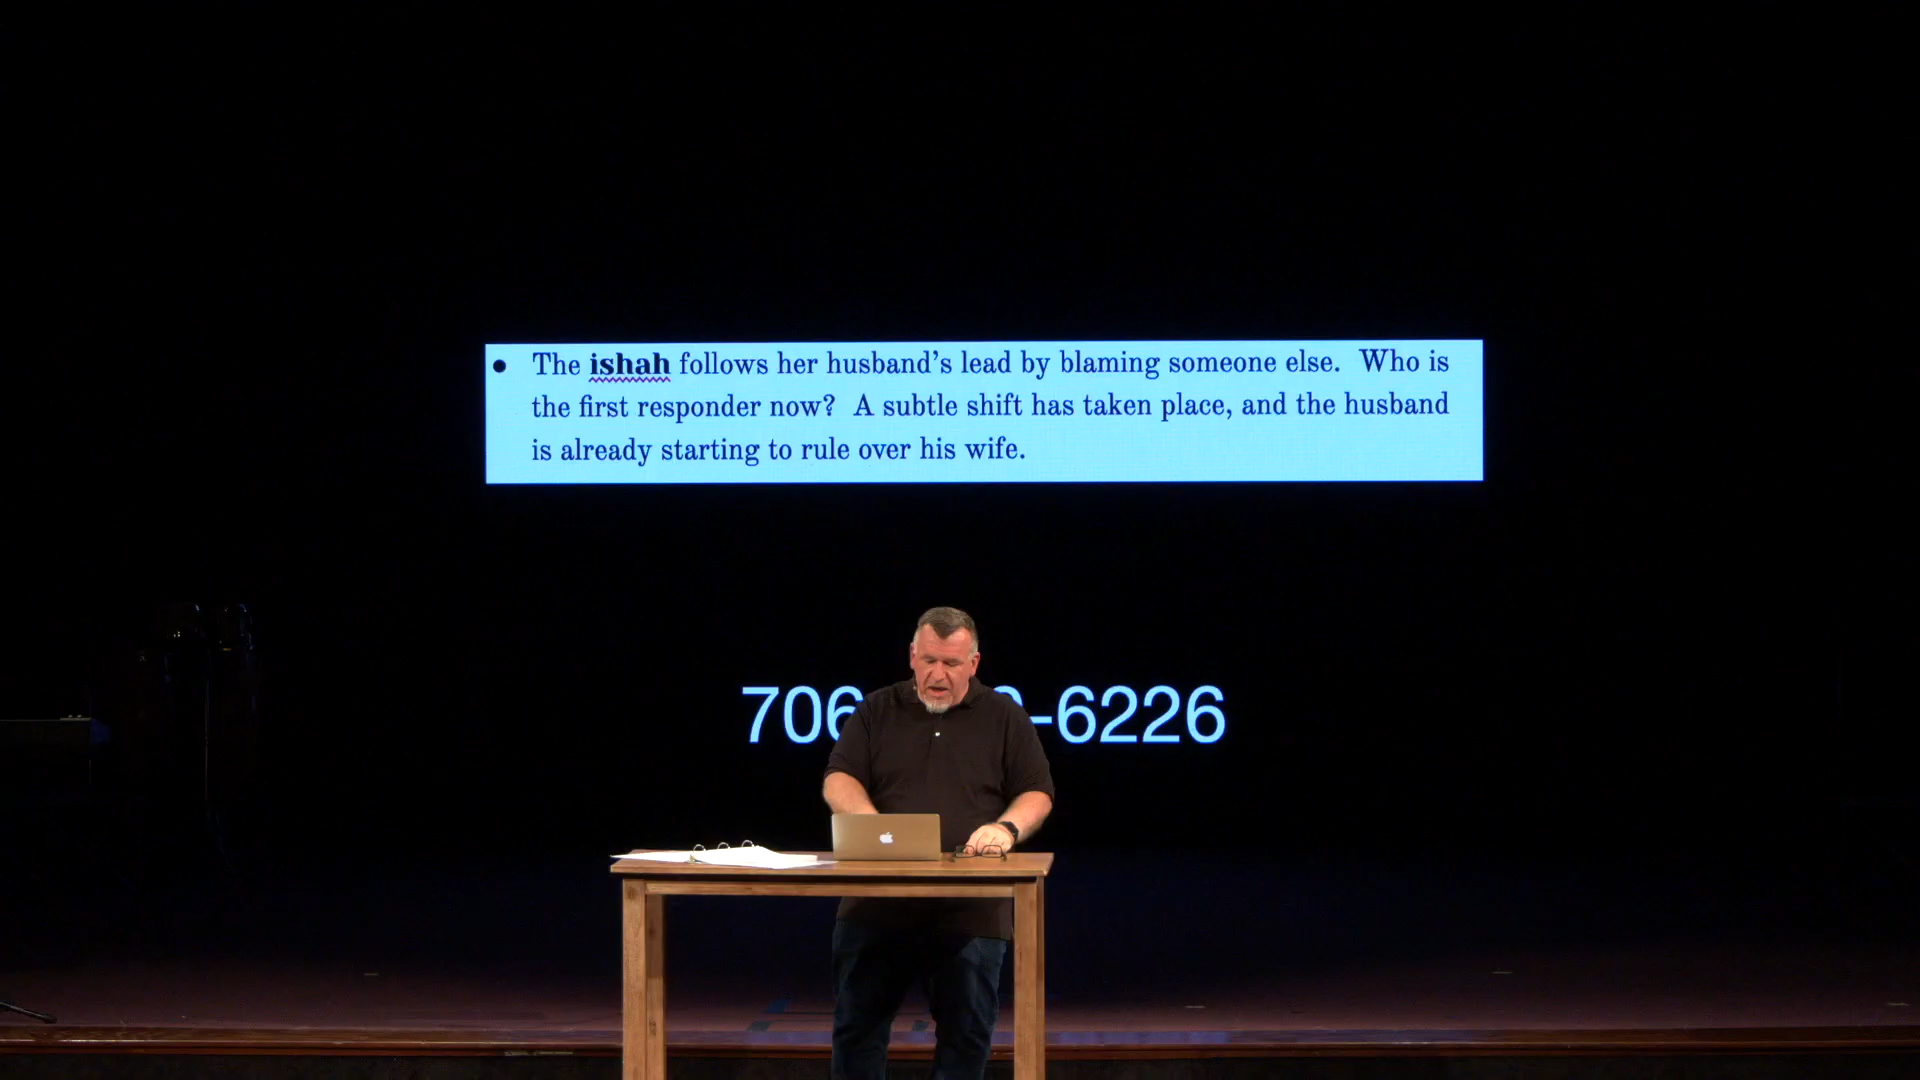 • The ishah follows her husband’s lead by blaming someone else.  Who is
the first responder now?  A subtle shift has taken place, and the husband
is already starting to rule over his wife.
706 -6226